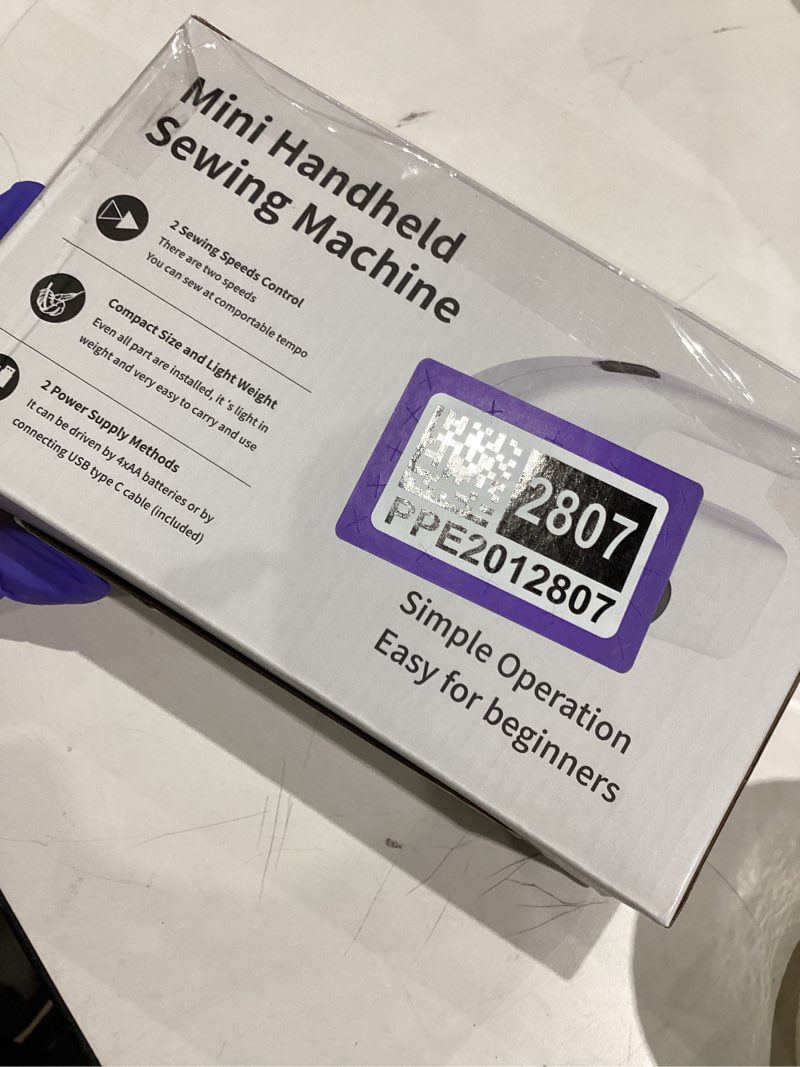 Mini Handheld
Sewing Machine
2 Sewing Speeds Control
There are two speeds
You can sew at comportable tempo
Compact Size and Light Weight
Even all part are installed, it's light in
weight and very easy to carry and use
2 Power Supply Methods
It can be driven by 4xAA batteries or by
connecting USB type C cable (included)
2807
PPE2012807
Simple Operation
Easy for beginners